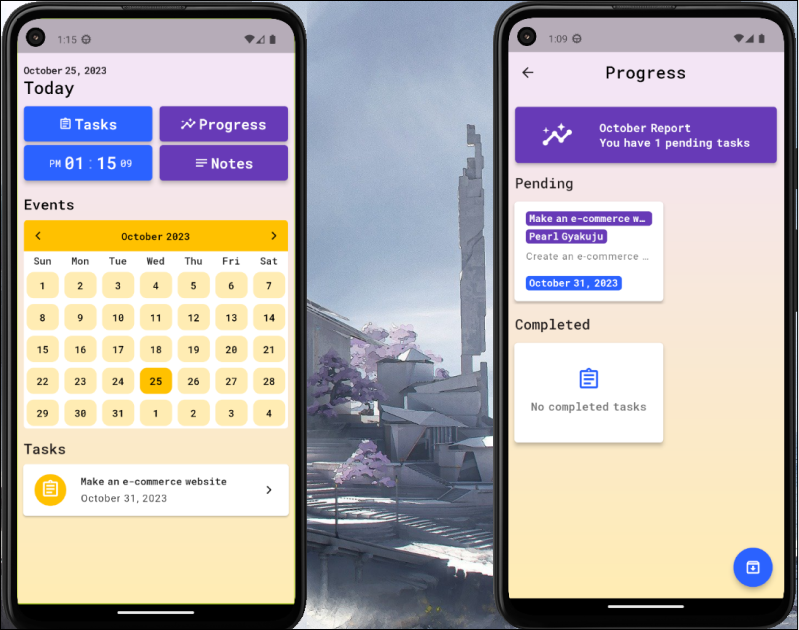 1:15
October 25, 2023
Today
Tasks
Progress
PM 01 : 15 09
Notes
Events
October 2023
Sun Mon Tue Wed Thu Fri Sat
1 2 3 4 5 6 7
8 9 10 11 12 13 14
15 16 17 18 19 20 21
22 23 24 25 26 27 28
29 30 31 1 2 3 4
Tasks
Make an e-commerce website
October 31, 2023
1:09
Progress
October Report
You have 1 pending tasks
Pending
Make an e-commerce w…
Pearl Gyakuju
Create an e-commerce …
October 31, 2023
Completed
No completed tasks